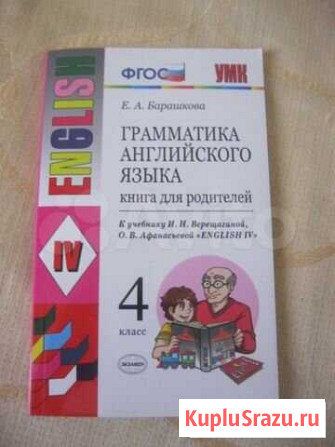 ФГОС
УМК
Е. А. Барашкова
ENGLISH
ГРАММАТИКА
АНГЛИЙСКОГО
ЯЗЫКА
книга для родителей
К учебнику И. Н. Верещагиной,
О. В. Афанасьевой «ENGLISH IV»
IV
4
класс
ЭКЗАМЕН
KupluSrazu.ru